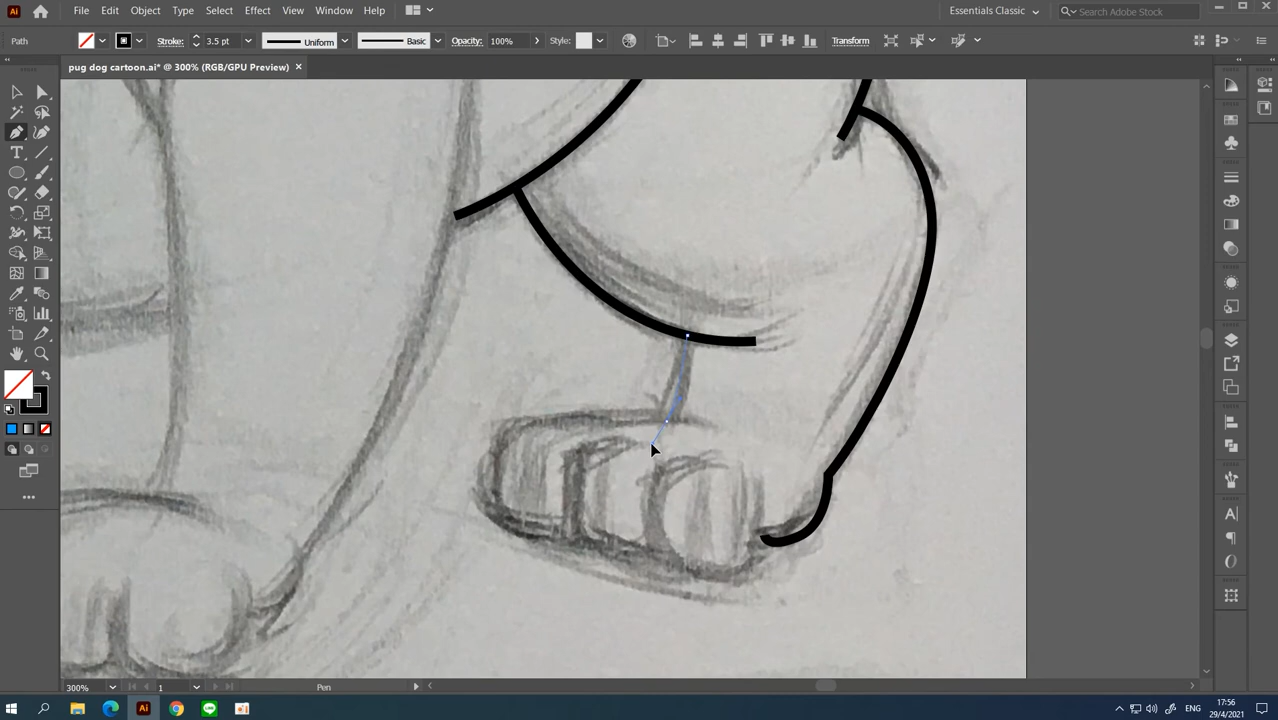 Ai File Edit Object Type Select Effect View Window Help Essentials Classic Search Adobe Stock
Path Stroke: 3.5 pt Uniform Basic Opacity: 100% Style: Transform
pug dog cartoon.ai* @ 300% (RGB/GPU Preview)
300% 1 Pen
Ai ENG 17:56
29/4/2021